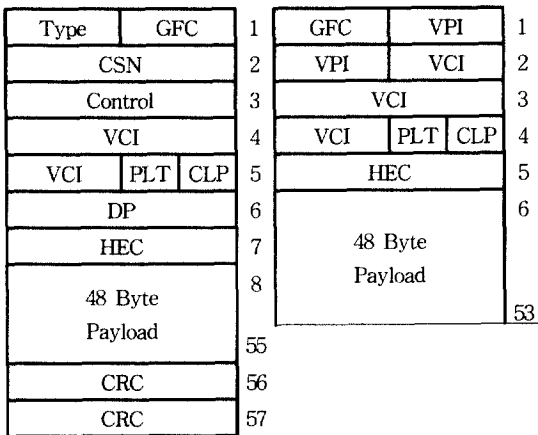 Type GFC 1
CSN 2
Control 3
VCI 4
VCI PLT CLP 5
DP 6
HEC 7
48 Byte 8
Payload
55
CRC 56
CRC 57
GFC VPI 1
VPI VCI 2
VCI 3
VCI PLT CLP 4
HEC 5
6
48 Byte
Payload
53